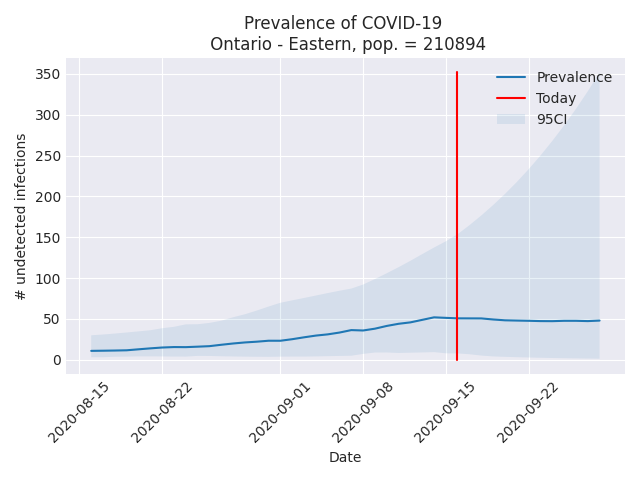 Prevalence of COVID-19
Ontario - Eastern, pop. = 210894
Prevalence
Today
95CI
# undetected infections
350
300
250
200
150
100
50
0
2020-08-15
2020-08-22
2020-09-01
2020-09-08
2020-09-15
2020-09-22
Date